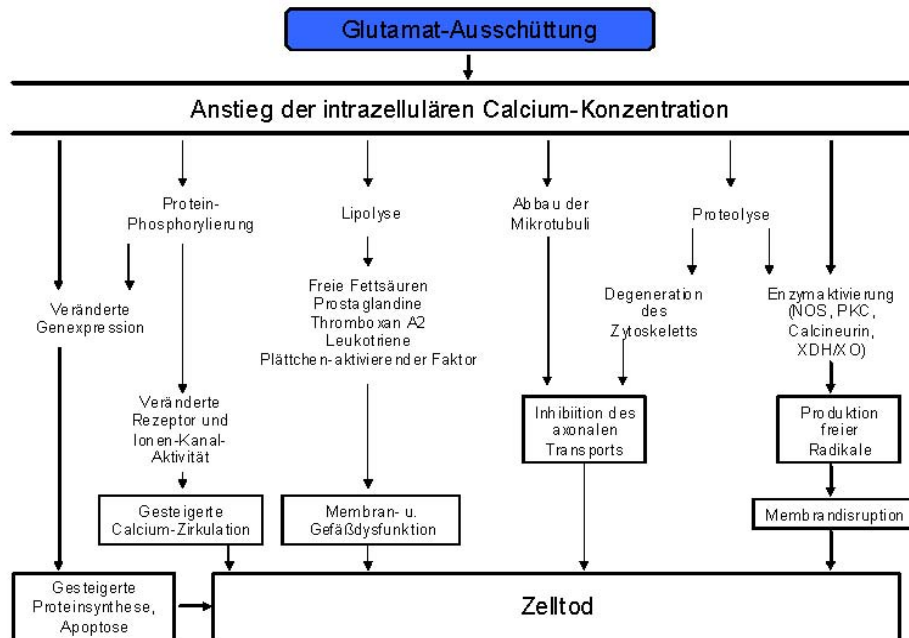 Glutamat-Ausschüttung
Anstieg der intrazellulären Calcium-Konzentration
Protein-
Phosphorylierung
Lipolyse
Abbau der
Mikrotubuli
Proteolyse
Veränderte
Genexpression
Freie Fettsäuren
Prostaglandine
Thromboxan A2
Leukotriene
Plättchen-aktivierender Faktor
Degeneration
des
Zytoskeletts
Enzymaktivierung
(NOS, PKC,
Calcineurin,
XDH/XO)
Veränderte
Rezeptor und
Ionen-Kanal-
Aktivität
Inhibiition des
axonalen
Transports
Produktion
freier
Radikale
Gesteigerte
Calcium-Zirkulation
Membran- u.
Gefäßdysfunktion
Membrandisruption
Gesteigerte
Proteinsynthese,
Apoptose
Zelltod